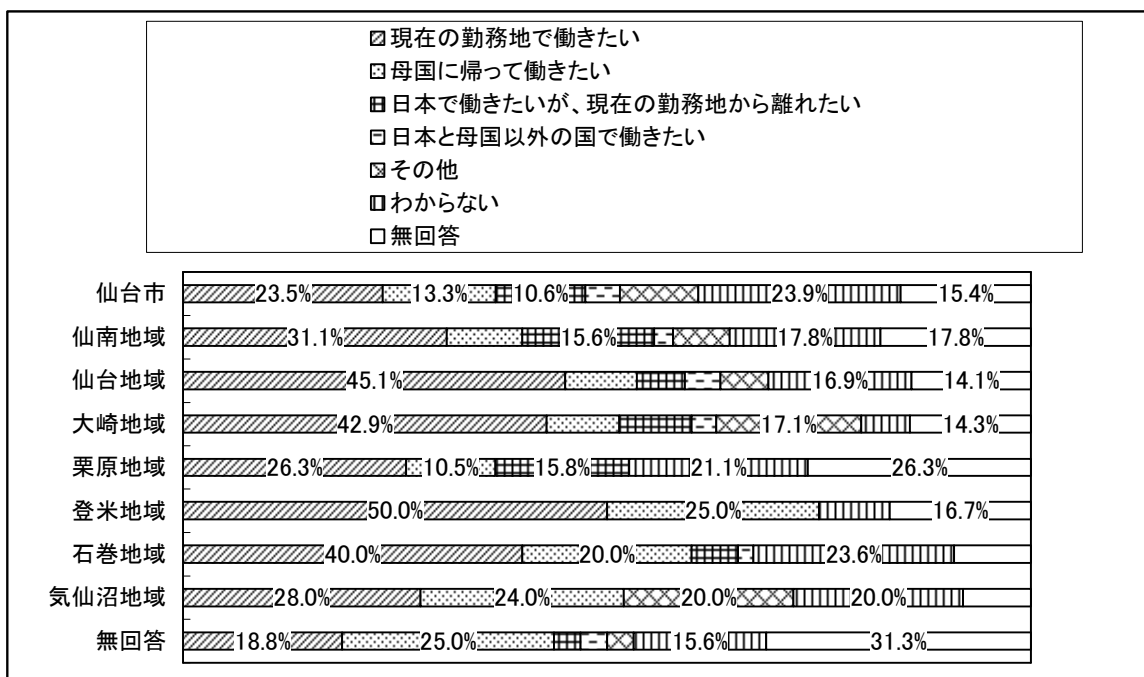 現在の勤務地で働きたい
母国に帰って働きたい
日本で働きたいが、現在の勤務地から離れたい
日本と母国以外の国で働きたい
その他
わからない
無回答
仙台市 23.5% 13.3% 10.6% 23.9% 15.4%
仙南地域 31.1% 15.6% 17.8% 17.8%
仙台地域 45.1% 16.9% 14.1%
大崎地域 42.9% 17.1% 14.3%
栗原地域 26.3% 10.5% 15.8% 21.1% 26.3%
登米地域 50.0% 25.0% 16.7%
石巻地域 40.0% 20.0% 23.6%
気仙沼地域 28.0% 24.0% 20.0% 20.0%
無回答 18.8% 25.0% 15.6% 31.3%